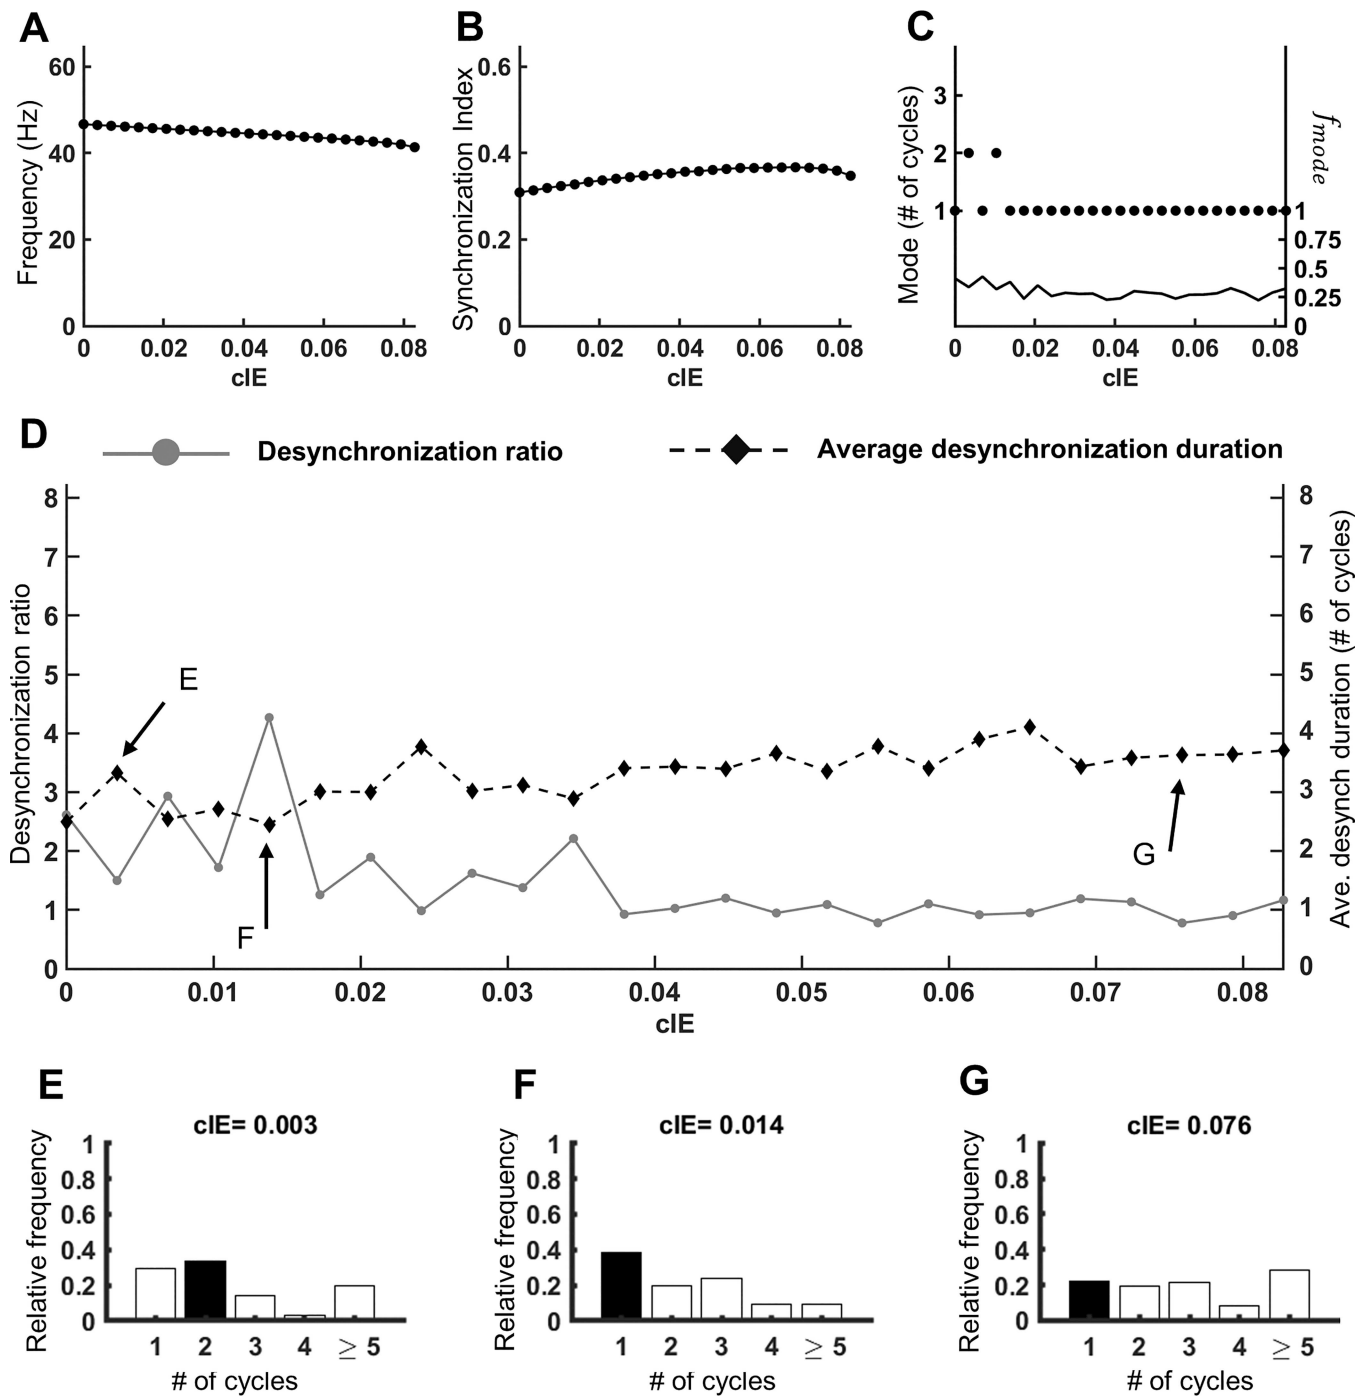 A
B
C
60
40
20
0
Frequency (Hz)
0 0.02 0.04 0.06 0.08
cIE
0.6
0.4
0.2
0
Synchronization Index
0 0.02 0.04 0.06 0.08
cIE
3
2
1
Mode (# of cycles)
1
0.75
0.5
0.25
0
fmode
0 0.02 0.04 0.06 0.08
cIE
D
Desynchronization ratio
Average desynchronization duration
8
7
6
5
4
3
2
1
0
Desynchronization ratio
E
F
G
8
7
6
5
4
3
2
1
0
Ave. desynch duration (# of cycles)
0 0.01 0.02 0.03 0.04 0.05 0.06 0.07 0.08
cIE
E
cIE= 0.003
1
0.8
0.6
0.4
0.2
0
Relative frequency
1 2 3 4 ≥ 5
# of cycles
F
cIE= 0.014
1
0.8
0.6
0.4
0.2
0
Relative frequency
1 2 3 4 ≥ 5
# of cycles
G
cIE= 0.076
1
0.8
0.6
0.4
0.2
0
Relative frequency
1 2 3 4 ≥ 5
# of cycles